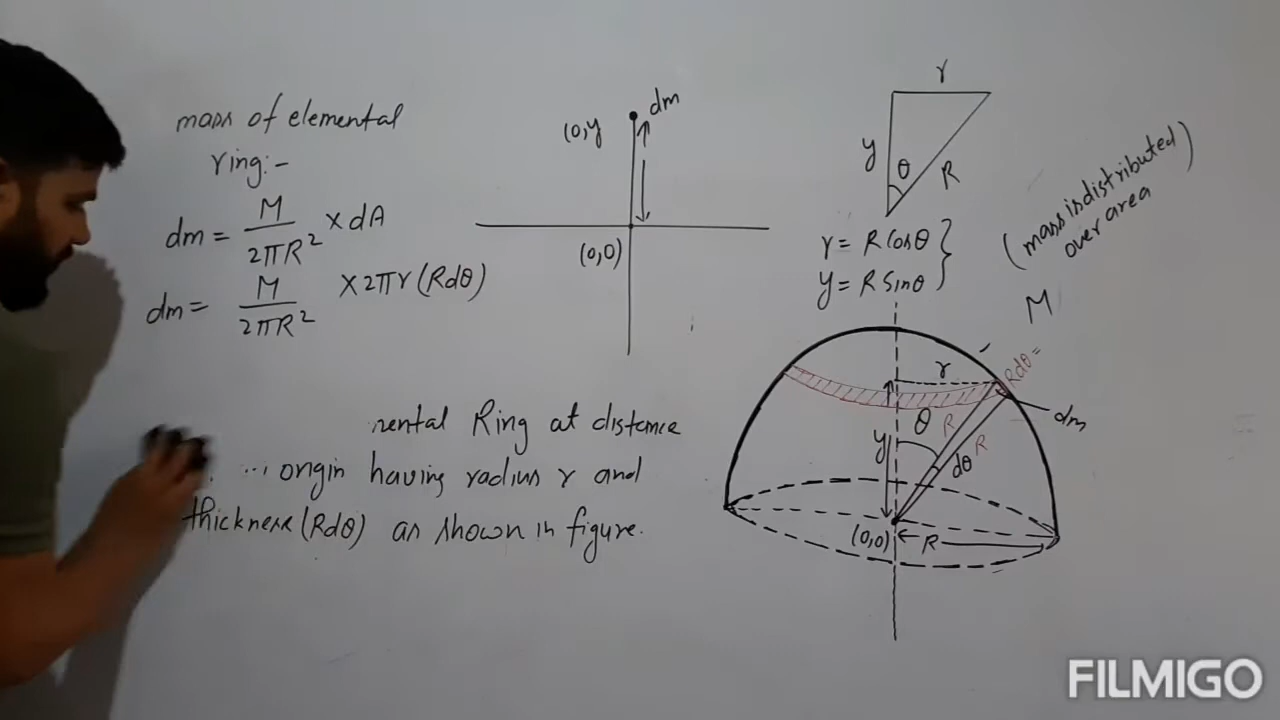 mass of elemental
ring:-
dm = M/2πR² × dA
dm = M/2πR² × 2πr (Rdθ)
Ring at distance
origin having radius r and
thickness (Rdθ) as shown in figure.
dm
(0,y
(0,0)
r
y
θ
R
r = R Cosθ
y = R Sinθ
(mass is distributed
over area)
M
r
Rdθ =
θ
R
dm
y
R
dθ
(0,0)
R
FILMIGO